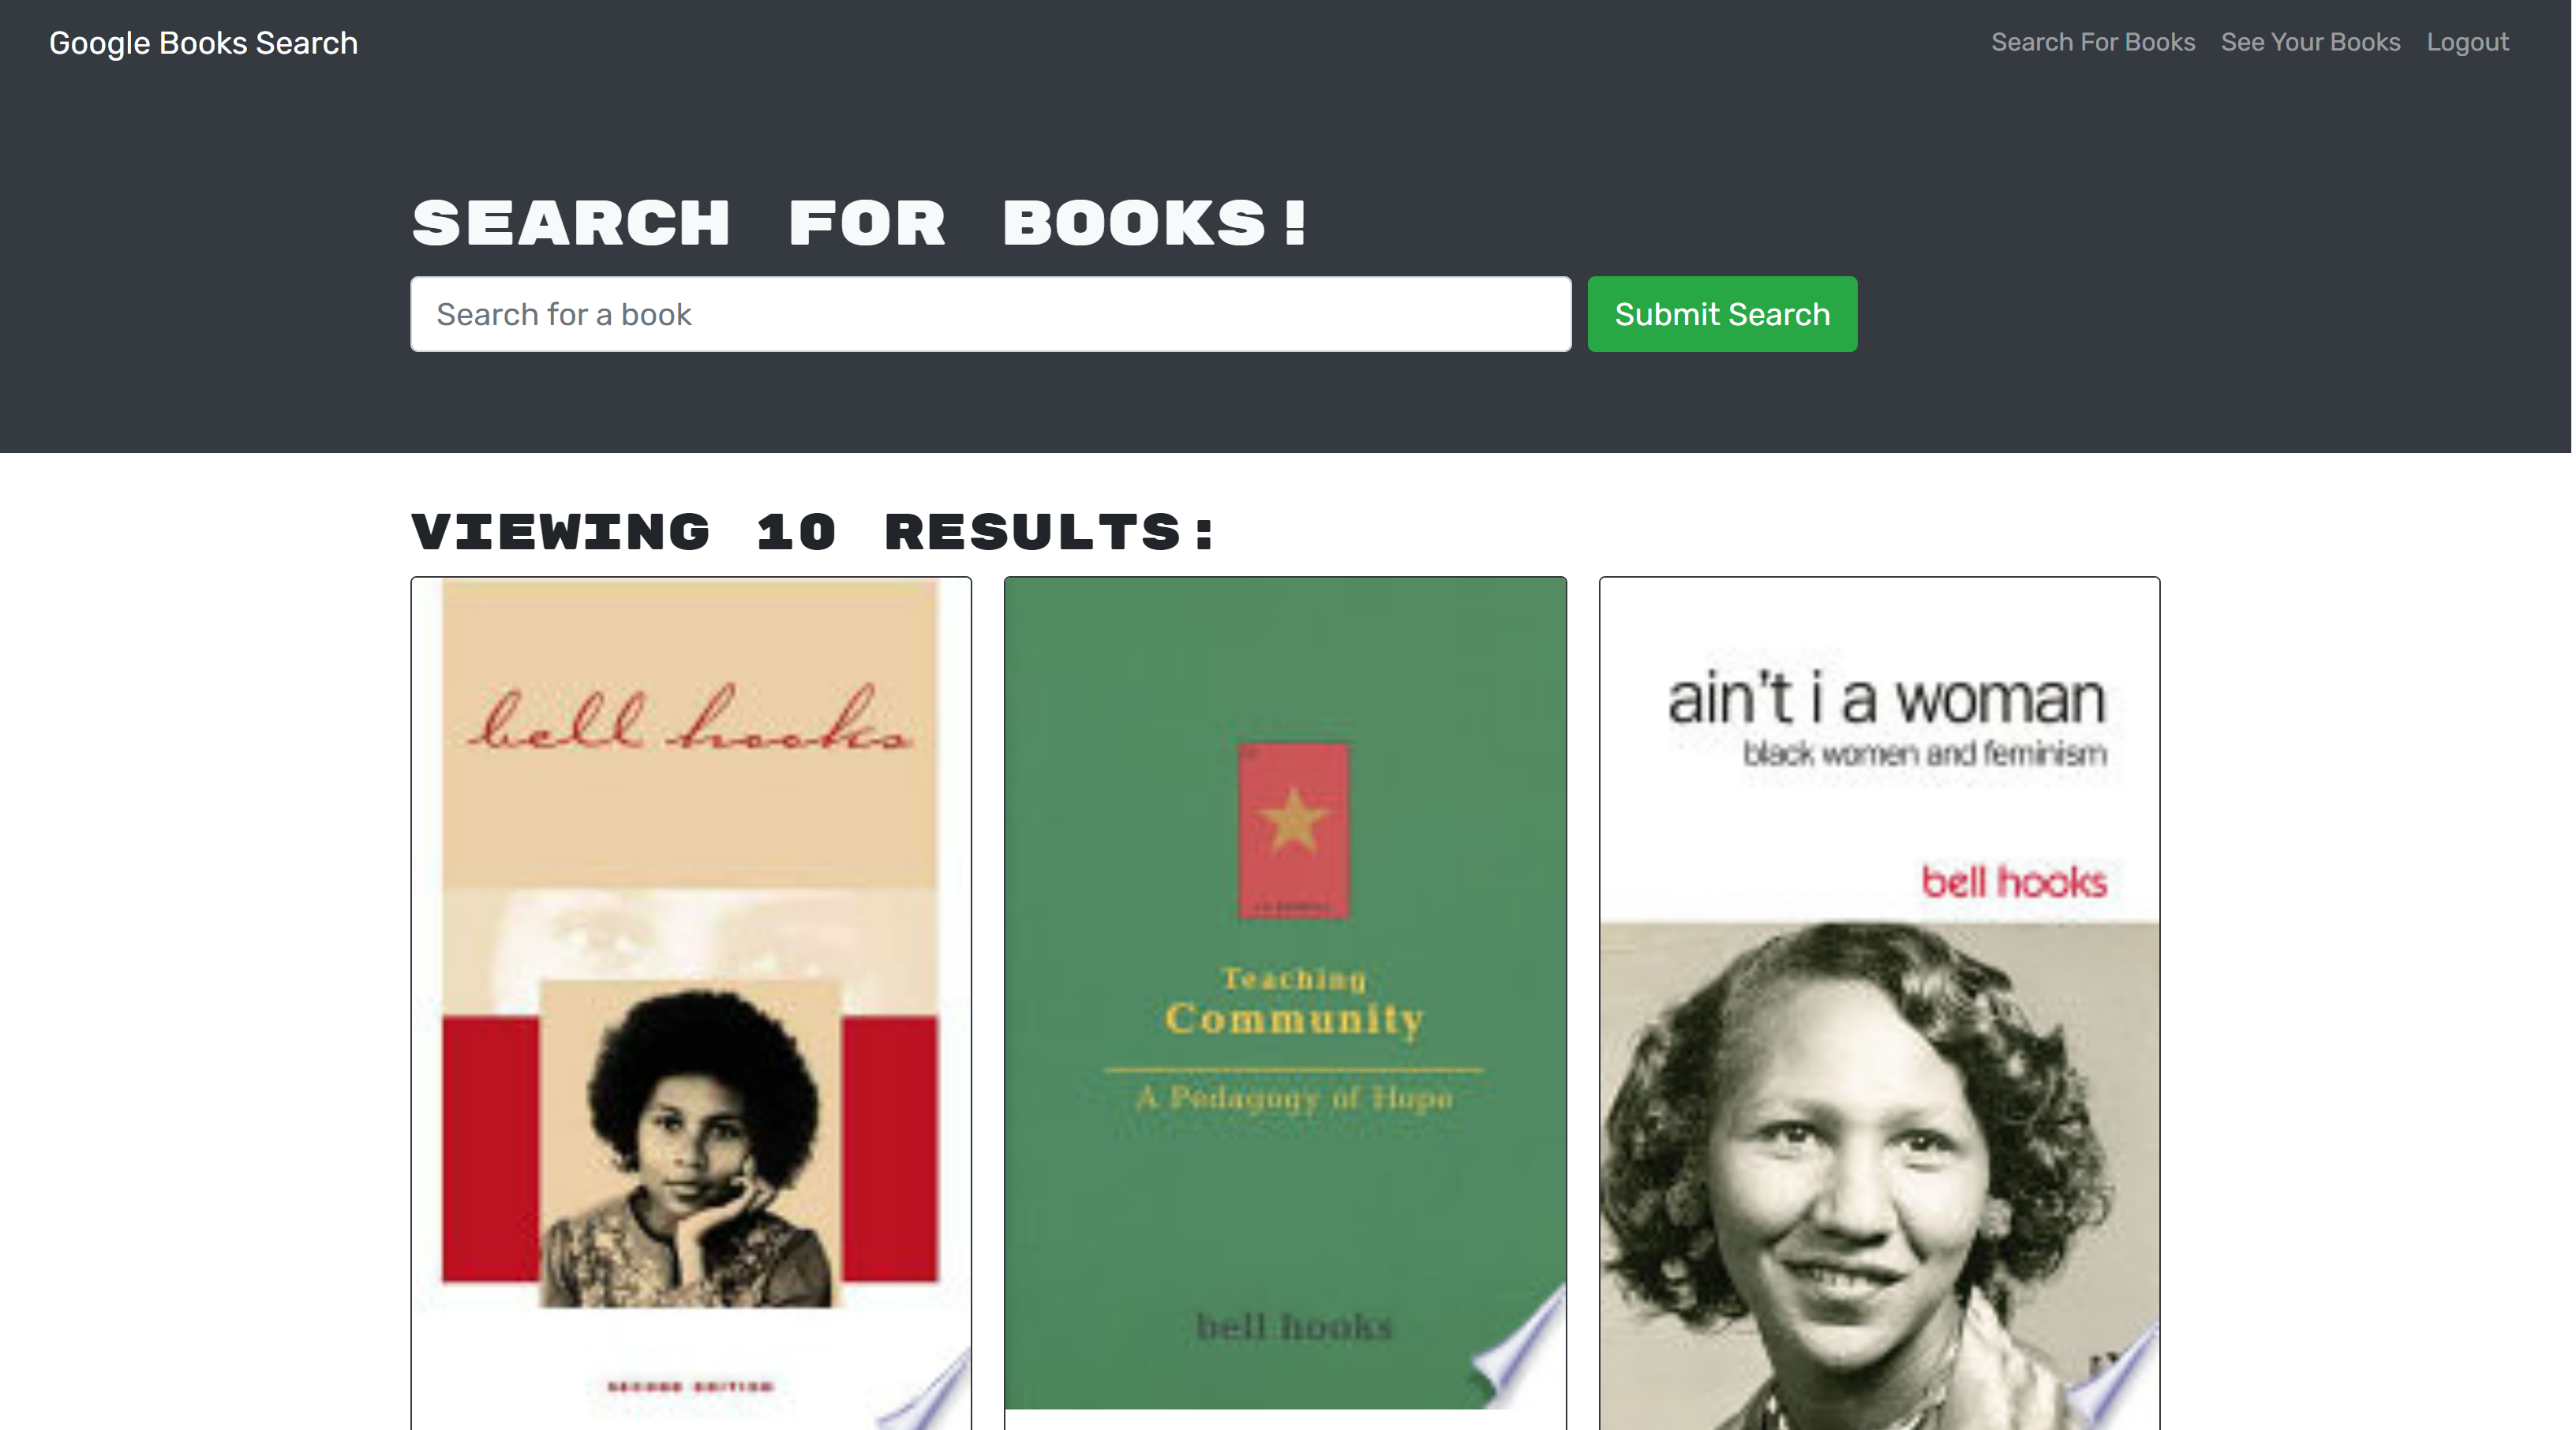 Google Books Search
Search For Books See Your Books Logout
SEARCH FOR BOOKS!
Search for a book
Submit Search
VIEWING 10 RESULTS:
bell hooks
SECOND EDITION
Teaching
Community
A Pedagogy of Hope
bell hooks
ain't i a woman
black women and feminism
bell hooks